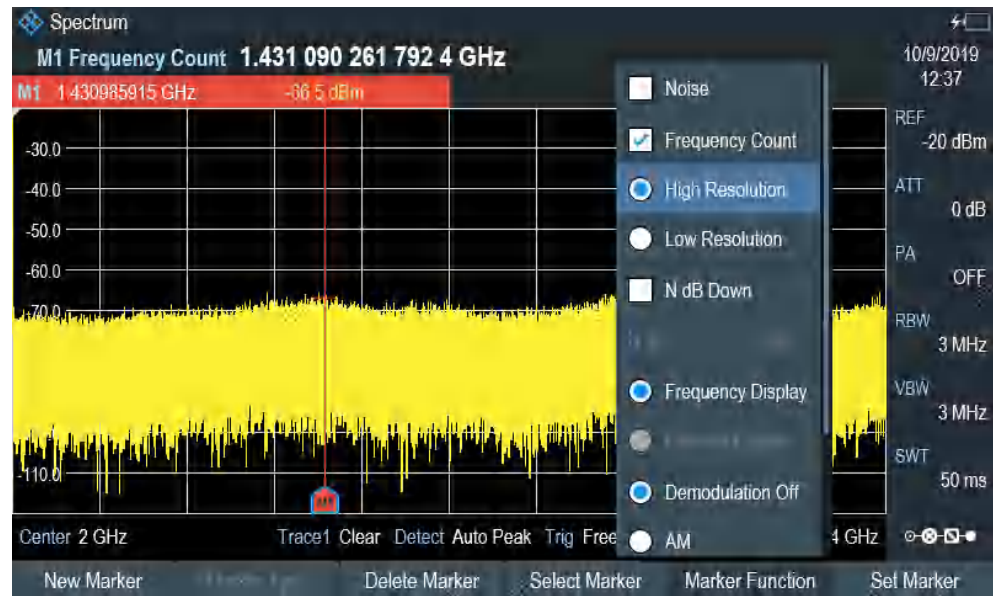 Spectrum
M1 Frequency Count 1.431 090 261 792 4 GHz
10/9/2019
12:37
M1 1.430985915 GHz -66.5 dBm
Noise
Frequency Count
High Resolution
Low Resolution
N dB Down
Frequency Display
Demodulation Off
AM
REF
-20 dBm
ATT
0 dB
PA
OFF
RBW
3 MHz
VBW
3 MHz
SWT
50 ms
-30.0
-40.0
-50.0
-60.0
-70.0
-110.0
M1
Center 2 GHz Trace1 Clear Detect Auto Peak Trig Free 4 GHz
New Marker Delete Marker Select Marker Marker Function Set Marker